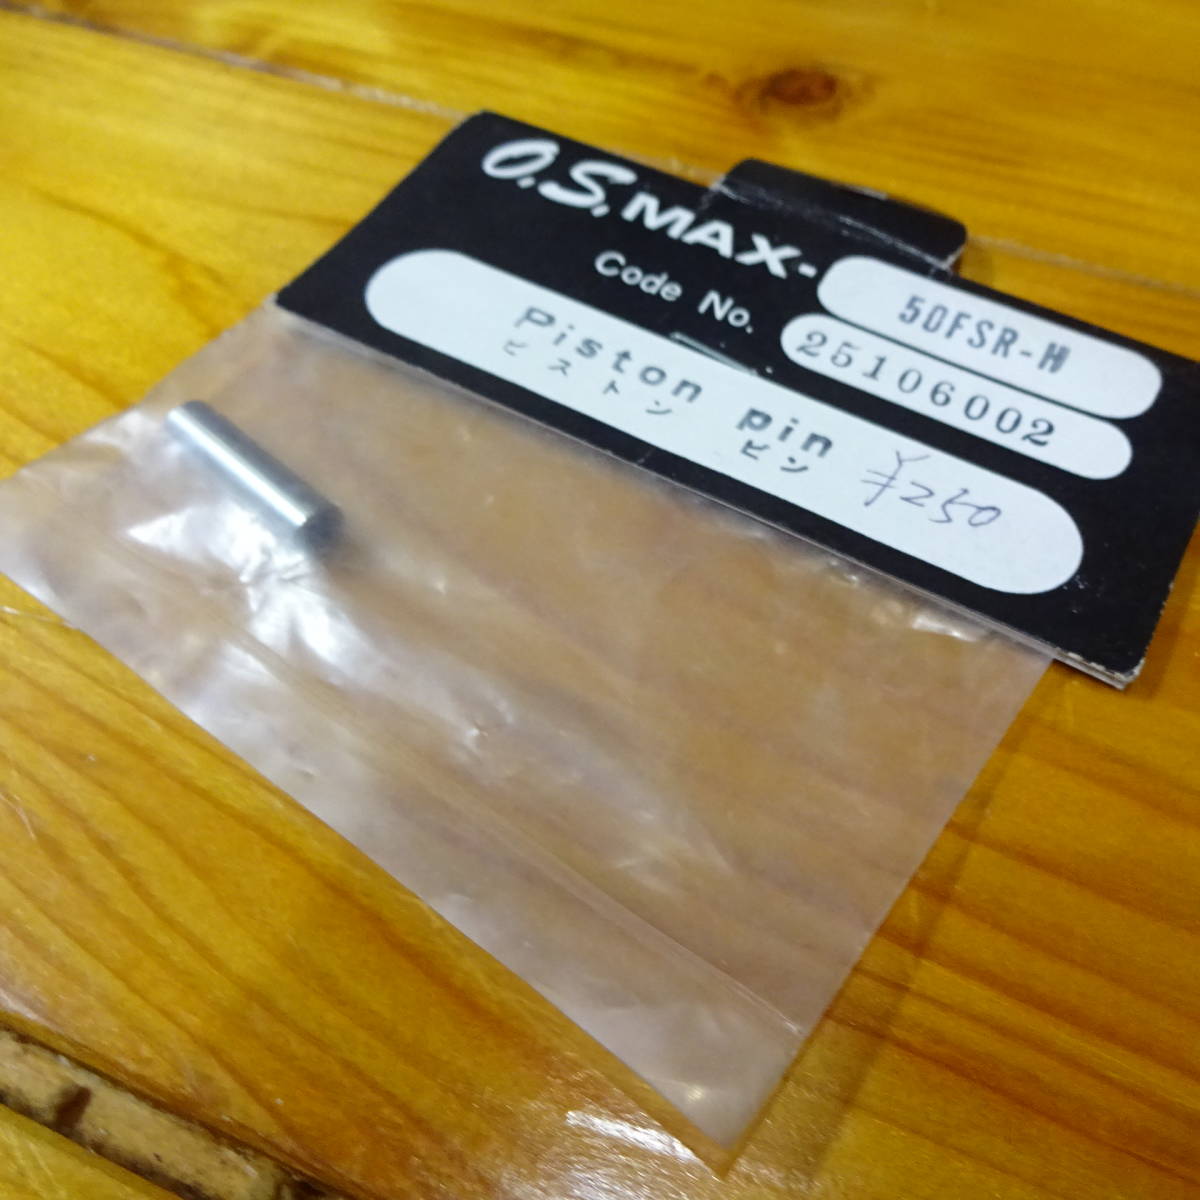 O.S. MAX- 50FSR-H
Code No. 25106002
Piston pin ¥250
ピストン ピン